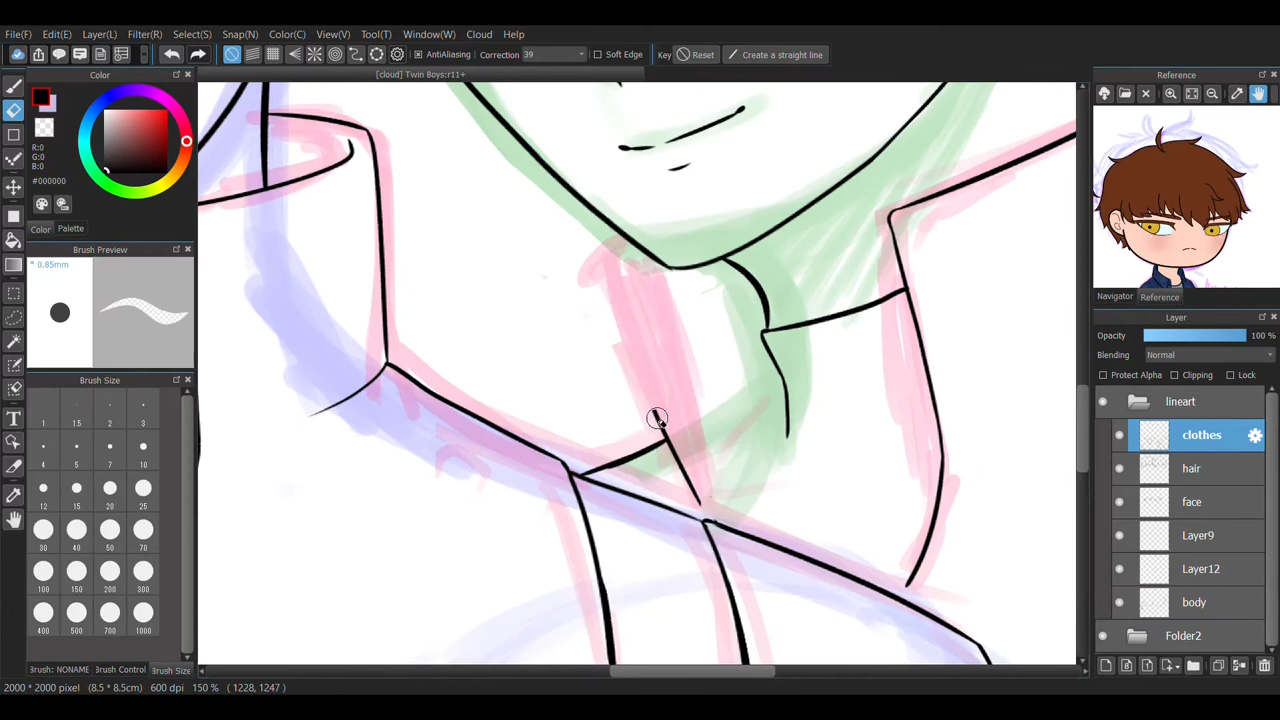 File(F) Edit(E) Layer(L) Filter(R) Select(S) Snap(N) Color(C) View(V) Tool(T) Window(W) Cloud Help
AntiAliasing Correction 39 Soft Edge Key Reset Create a straight line
Color
[cloud] Twin Boys:r11+
Reference
R:0
G:0
B:0
#000000
Color Palette
Brush Preview
0.85mm
Navigator Reference
Layer
Opacity 100 %
Blending Normal
Protect Alpha Clipping Lock
Brush Size
1 1.5 2 3
4 5 7 10
12 15 20 25
30 40 50 70
100 150 200 300
400 500 700 1000
lineart
clothes
hair
face
Layer9
Layer12
body
Folder2
Brush: NONAME Brush Control Brush Size
2000 * 2000 pixel (8.5 * 8.5cm) 600 dpi 150 % ( 1228, 1247 )